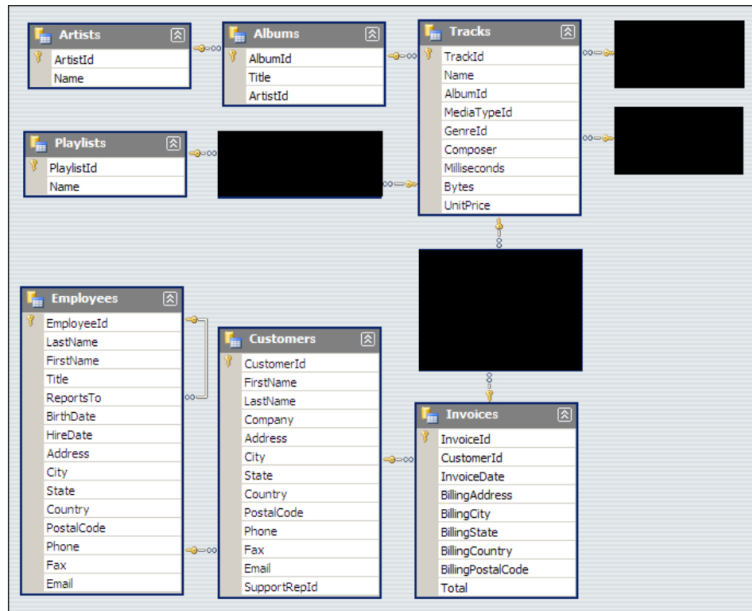 Artists
ArtistId
Name
Albums
AlbumId
Title
ArtistId
Tracks
TrackId
Name
AlbumId
MediaTypeId
GenreId
Composer
Milliseconds
Bytes
UnitPrice
Playlists
PlaylistId
Name
Employees
EmployeeId
LastName
FirstName
Title
ReportsTo
BirthDate
HireDate
Address
City
State
Country
PostalCode
Phone
Fax
Email
Customers
CustomerId
FirstName
LastName
Company
Address
City
State
Country
PostalCode
Phone
Fax
Email
SupportRepId
Invoices
InvoiceId
CustomerId
InvoiceDate
BillingAddress
BillingCity
BillingState
BillingCountry
BillingPostalCode
Total